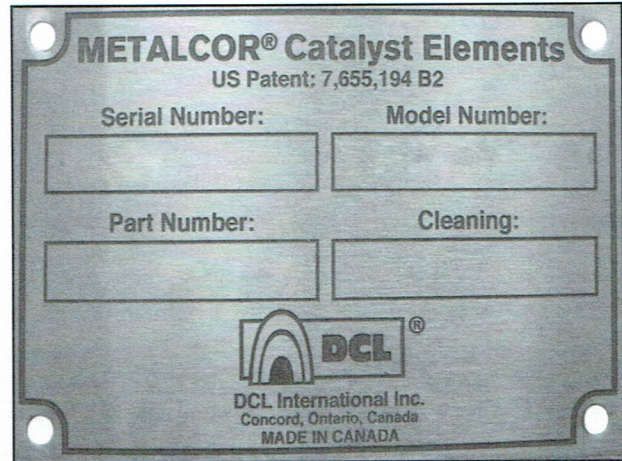 METALCOR® Catalyst Elements
US Patent: 7,655,194 B2
Serial Number: Model Number:
Part Number: Cleaning:
DCL ®
DCL International Inc.
Concord, Ontario, Canada
MADE IN CANADA